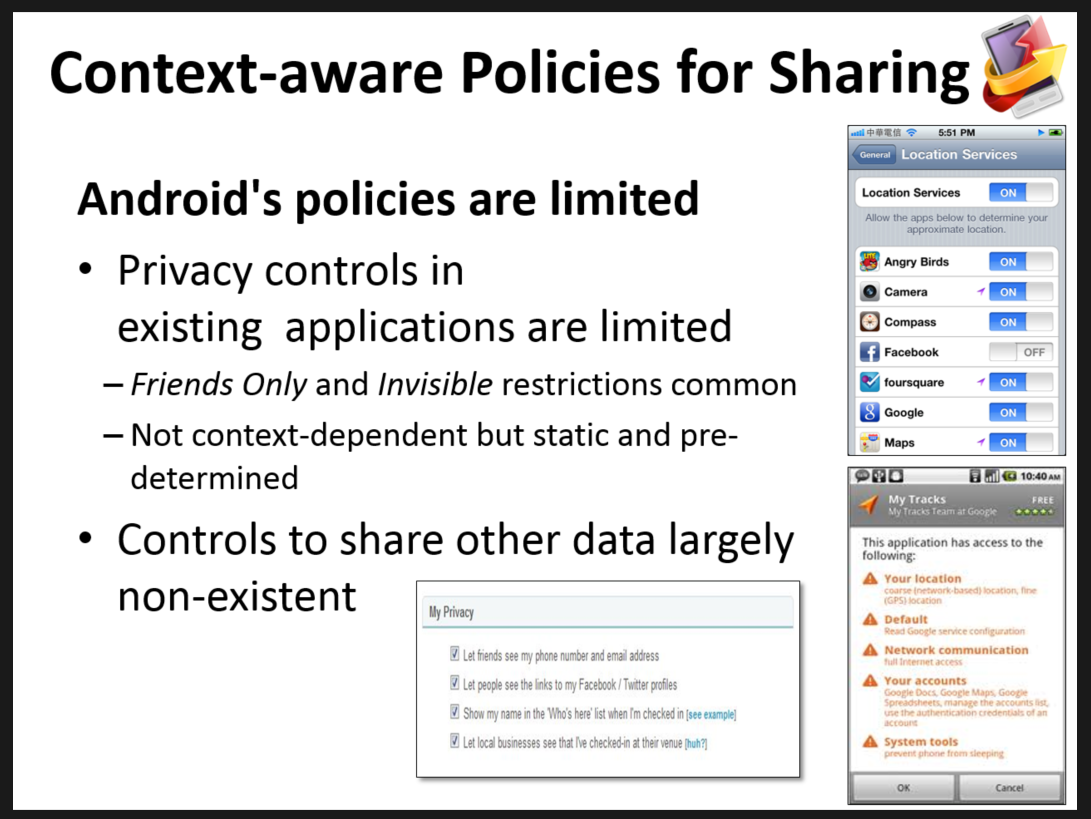 Context-aware Policies for Sharing
Android's policies are limited
• Privacy controls in
existing  applications are limited
– Friends Only and Invisible restrictions common
– Not context-dependent but static and pre-
determined
• Controls to share other data largely
non-existent
My Privacy
Let friends see my phone number and email address
Let people see the links to my Facebook / Twitter profiles
Show my name in the 'Who's here' list when I'm checked in [see example]
Let local businesses see that I've checked-in at their venue [huh?]
中華電信 5:51 PM
General Location Services
Location Services ON
Allow the apps below to determine your
approximate location.
Angry Birds ON
Camera ON
Compass ON
Facebook OFF
foursquare ON
Google ON
Maps ON
10:40 AM
My Tracks FREE
My Tracks Team at Google
This application has access to the
following:
Your location
coarse (network-based) location, fine
(GPS) location
Default
Read Google service configuration
Network communication
full Internet access
Your accounts
Google Docs, Google Maps, Google
Spreadsheets, manage the accounts list,
use the authentication credentials of an
account
System tools
prevent phone from sleeping
OK Cancel